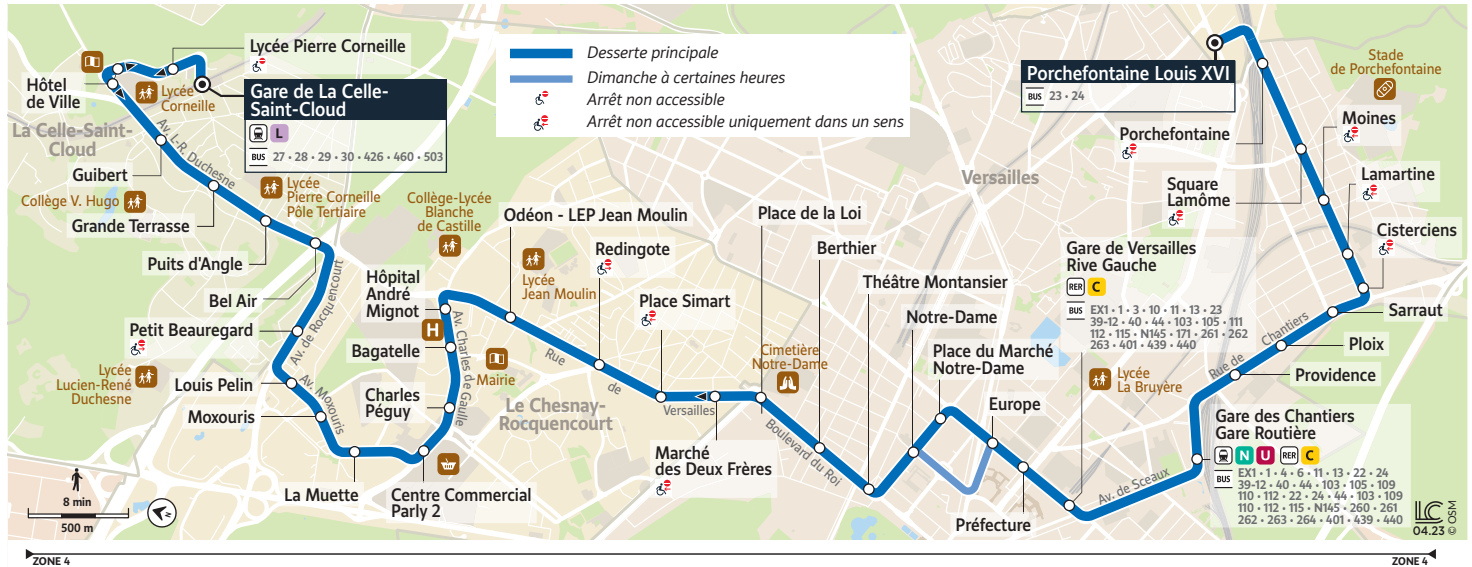 Lycée Pierre Corneille
Hôtel
de Ville
Lycée
Corneille
Gare de La Celle-
Saint-Cloud
L
BUS 27 • 28 • 29 • 30 • 426 • 460 • 503
La Celle-Saint-
Cloud
Av. L-R. Duchesne
Guibert
Collège V. Hugo
Grande Terrasse
Lycée
Pierre Corneille
Pôle Tertiaire
Puits d'Angle
Bel Air
Av. de Rocquencourt
Petit Beauregard
Lycée
Lucien-René
Duchesne
Louis Pelin
Av. Moxouris
Moxouris
La Muette
Centre Commercial
Parly 2
Charles
Péguy
Bagatelle
Av. Charles de Gaulle
H
Hôpital
André
Mignot
Collège-Lycée
Blanche
de Castille
Mairie
Desserte principale
Dimanche à certaines heures
Arrêt non accessible
Arrêt non accessible uniquement dans un sens
Odéon - LEP Jean Moulin
Lycée
Jean Moulin
Redingote
Place Simart
Rue de Versailles
Le Chesnay-
Rocquencourt
Marché
des Deux Frères
Place de la Loi
Cimetière
Notre-Dame
Boulevard du Roi
Berthier
Théâtre Montansier
Notre-Dame
Place du Marché
Notre-Dame
Europe
Préfecture
Versailles
Gare de Versailles
Rive Gauche
RER C
BUS EX1 • 1 • 3 • 10 • 11 • 13 • 23
39-12 • 40 • 44 • 103 • 105 • 111
112 • 115 • N145 • 171 • 261 • 262
263 • 401 • 439 • 440
Lycée
La Bruyère
Av. de Sceaux
Gare des Chantiers
Gare Routière
N U RER C
BUS EX1 • 1 • 4 • 6 • 11 • 13 • 22 • 24
39-12 • 40 • 44 • 103 • 105 • 109
110 • 112 • 22 • 24 • 44 • 103 • 109
110 • 112 • 115 • N145 • 260 • 261
262 • 263 • 264 • 401 • 439 • 440
Rue de Chantiers
Providence
Ploix
Sarraut
Cisterciens
Lamartine
Square
Lamôme
Moines
Stade
de Porchefontaine
Porchefontaine
Porchefontaine Louis XVI
BUS 23 • 24
8 min
500 m
LC
04.23 © OSM
ZONE 4
ZONE 4